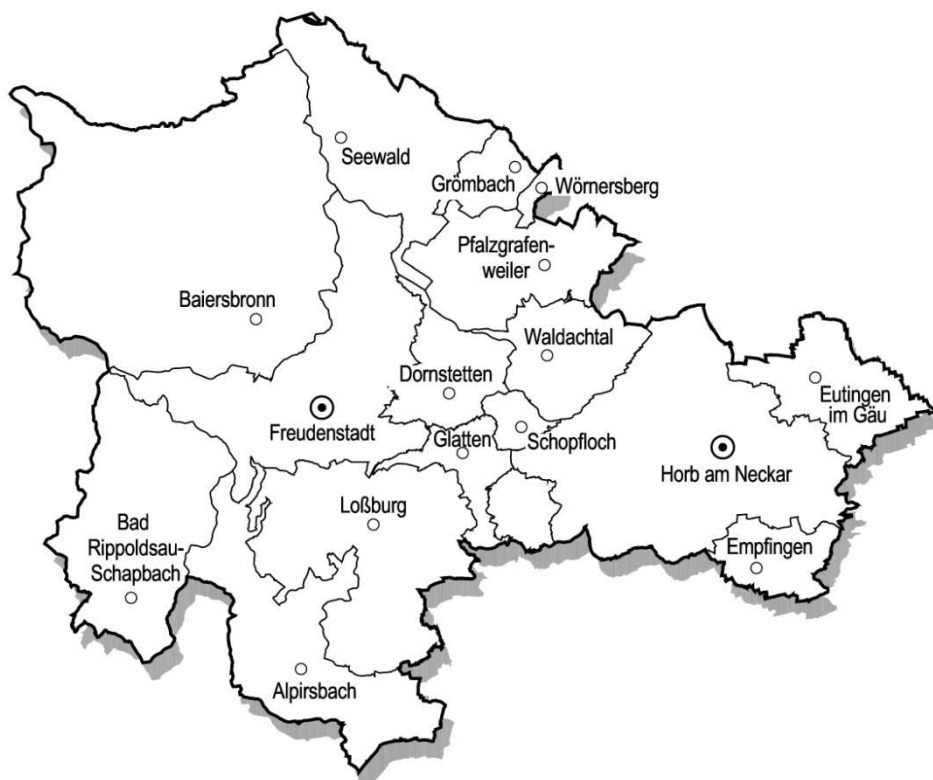 Seewald
Grömbach
Wörnersberg
Pfalzgrafen-
weiler
Baiersbronn
Waldachtal
Dornstetten
Eutingen
im Gäu
Freudenstadt
Glatten
Schopfloch
Horb am Neckar
Loßburg
Bad
Rippoldsau-
Schapbach
Empfingen
Alpirsbach